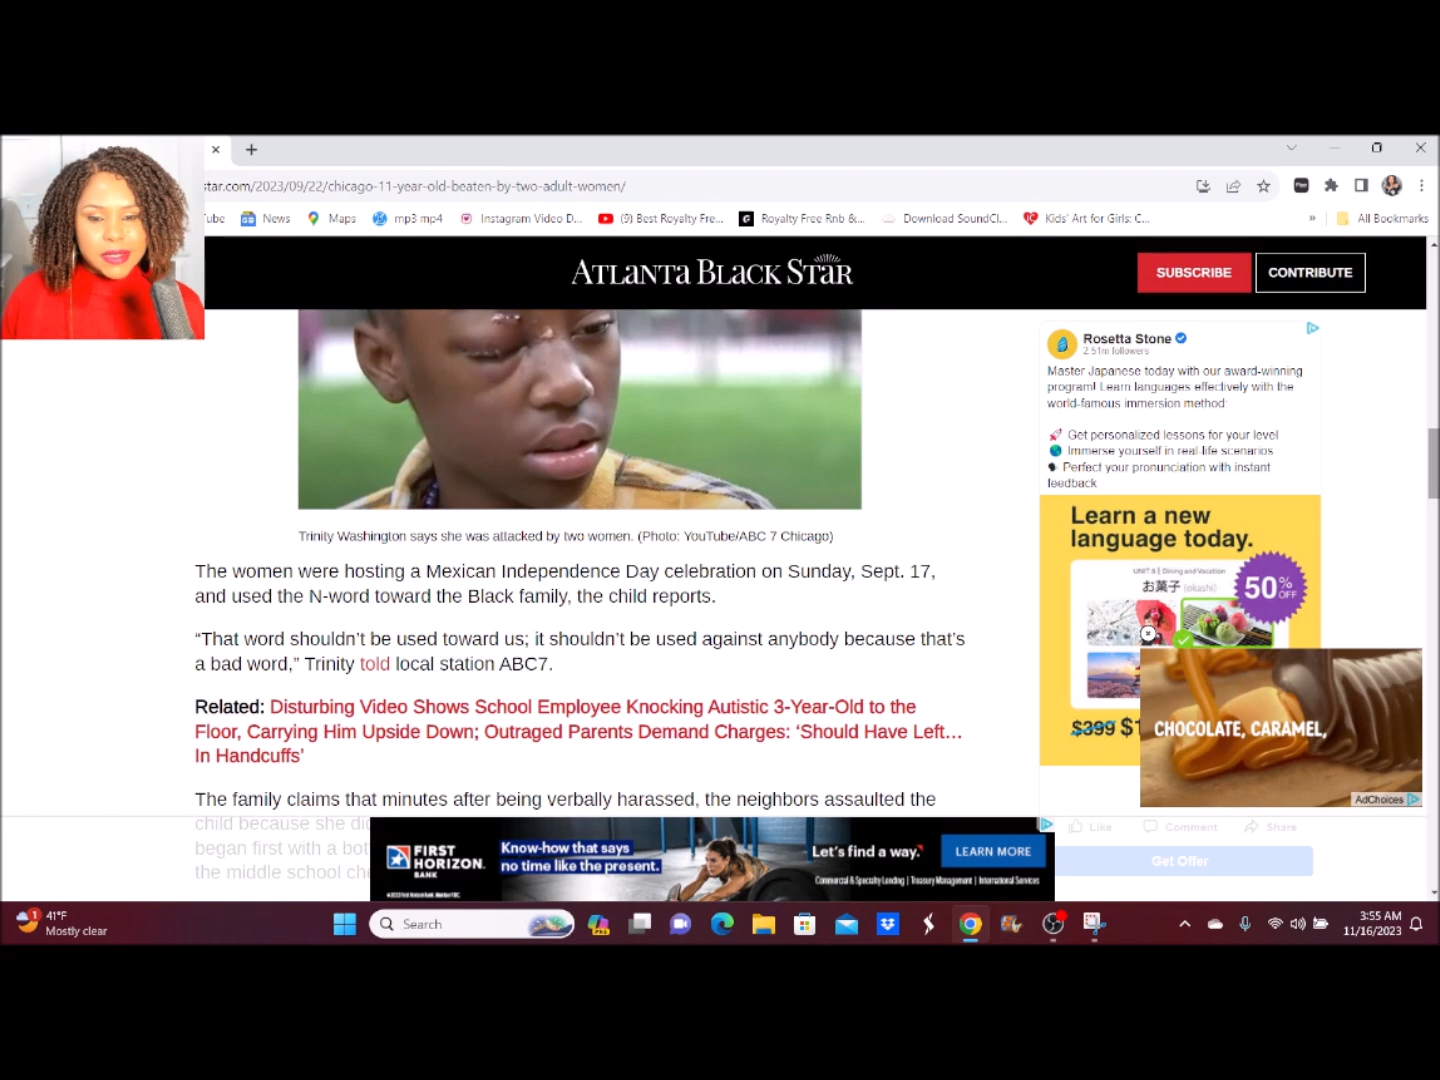 star.com/2023/09/22/chicago-11-year-old-beaten-by-two-adult-women/
News
Maps
mp3 mp4
Instagram Video D...
(9) Best Royalty Fre...
Royalty Free Rnb &...
Download SoundCl...
Kids' Art for Girls: C...
»
All Bookmarks
ATLANTA BLACK STAR
SUBSCRIBE
CONTRIBUTE
Trinity Washington says she was attacked by two women. (Photo: YouTube/ABC 7 Chicago)
The women were hosting a Mexican Independence Day celebration on Sunday, Sept. 17,
and used the N-word toward the Black family, the child reports.
“That word shouldn’t be used toward us; it shouldn’t be used against anybody because that’s
a bad word,” Trinity told local station ABC7.
Related: Disturbing Video Shows School Employee Knocking Autistic 3-Year-Old to the
Floor, Carrying Him Upside Down; Outraged Parents Demand Charges: ‘Should Have Left…
In Handcuffs’
The family claims that minutes after being verbally harassed, the neighbors assaulted the
child because she di
began first with a bot
the middle school ch
Rosetta Stone
2.51m followers
Master Japanese today with our award-winning
program! Learn languages effectively with the
world-famous immersion method:
Get personalized lessons for your level
Immerse yourself in real-life scenarios
Perfect your pronunciation with instant
feedback
Learn a new
language today.
UNIT 6 | Dining and Vacation
お菓子 (okashi)
50% OFF
$399 $1
CHOCOLATE, CARAMEL,
AdChoices
Like
Comment
Share
Get Offer
FIRST
HORIZON.
BANK
Know-how that says
no time like the present.
Let's find a way.
Commercial & Specialty Lending | Treasury Management | International Services
LEARN MORE
1
41°F
Mostly clear
Search
3:55 AM
11/16/2023